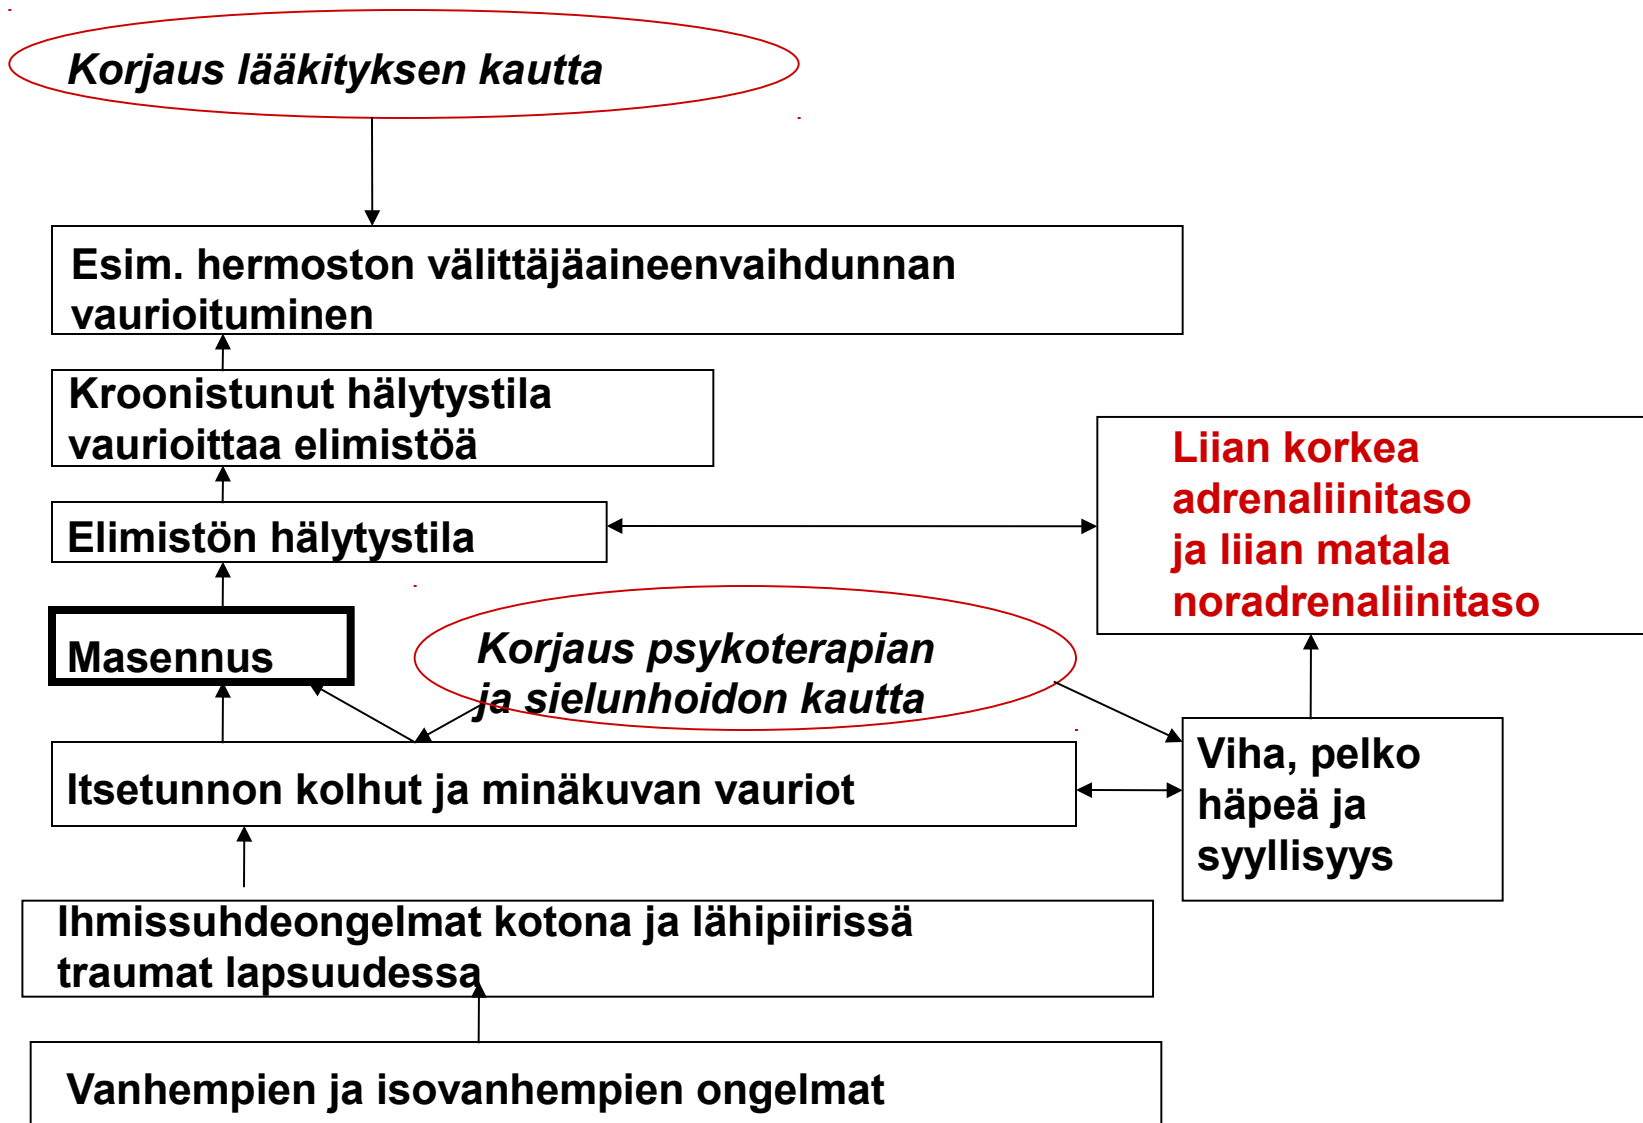 Korjaus lääkityksen kautta
Esim. hermoston välittäjäaineenvaihdunnan
vaurioituminen
Kroonistunut hälytystila
vaurioittaa elimistöä
Liian korkea
adrenaliinitaso
ja liian matala
noradrenaliinitaso
Elimistön hälytystila
Masennus
Korjaus psykoterapian
ja sielunhoidon kautta
Itsetunnon kolhut ja minäkuvan vauriot
Viha, pelko
häpeä ja
syyllisyys
Ihmissuhdeongelmat kotona ja lähipiirissä
traumat lapsuudessa
Vanhempien ja isovanhempien ongelmat